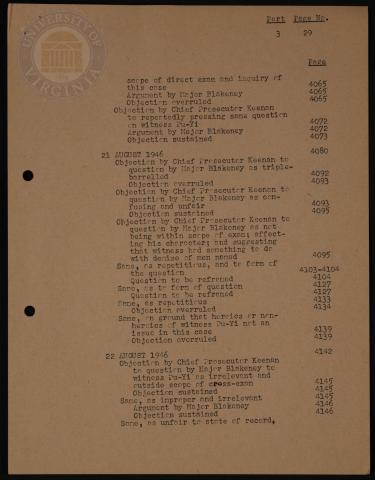 UNIVERSITY OF VIRGINIA
Part Page No.
3 29
Page
scope of direct exam and inquiry of
this case 4065
Argument by Major Blakeney 4065
Objection overruled 4065
Objection by Chief Prosecutor Keenan
to repeatedly pressing same question
on witness Pu-Yi 4072
Argument by Major Blakeney 4072
Objection sustained 4073
21 AUGUST 1946 4080
Objection by Chief Prosecutor Keenan to
question by Major Blakeney as triple-
barrelled 4092
Objection overruled 4093
Objection by Chief Prosecutor Keenan to
question by Major Blakeney as con-
fusing and unfair 4093
Objection sustained 4095
Objection by Chief Prosecutor Keenan to
question by Major Blakeney as not
being within scope of exam; effect-
ing his character; and suggesting
that witness had something to do
with demise of men named 4095
Same, as repetitious, and to form of
the question 4103-4104
Question to be reframed 4104
Same, as to form of question 4127
Question to be reframed 4127
Same, as repetitious 4133
Objection overruled 4134
Same, on ground that heroics or non-
heroics of witness Pu-Yi not an
issue in this case 4139
Objection overruled 4139
22 AUGUST 1946 4142
Objection by Chief Prosecutor Keenan
to question by Major Blakeney to
witness Pu-Yi as irrelevant and
outside scope of cross-exam 4145
Objection sustained 4145
Same, as improper and irrelevant 4145
Argument by Major Blakeney 4146
Objection sustained 4146
Same, as unfair to state of record,